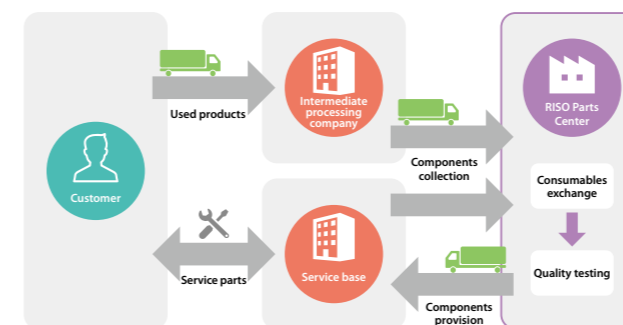 Used products
Intermediate
processing
company
RISO Parts
Center
Components
collection
Customer
Consumables
exchange
Service parts
Service base
Quality testing
Components
provision